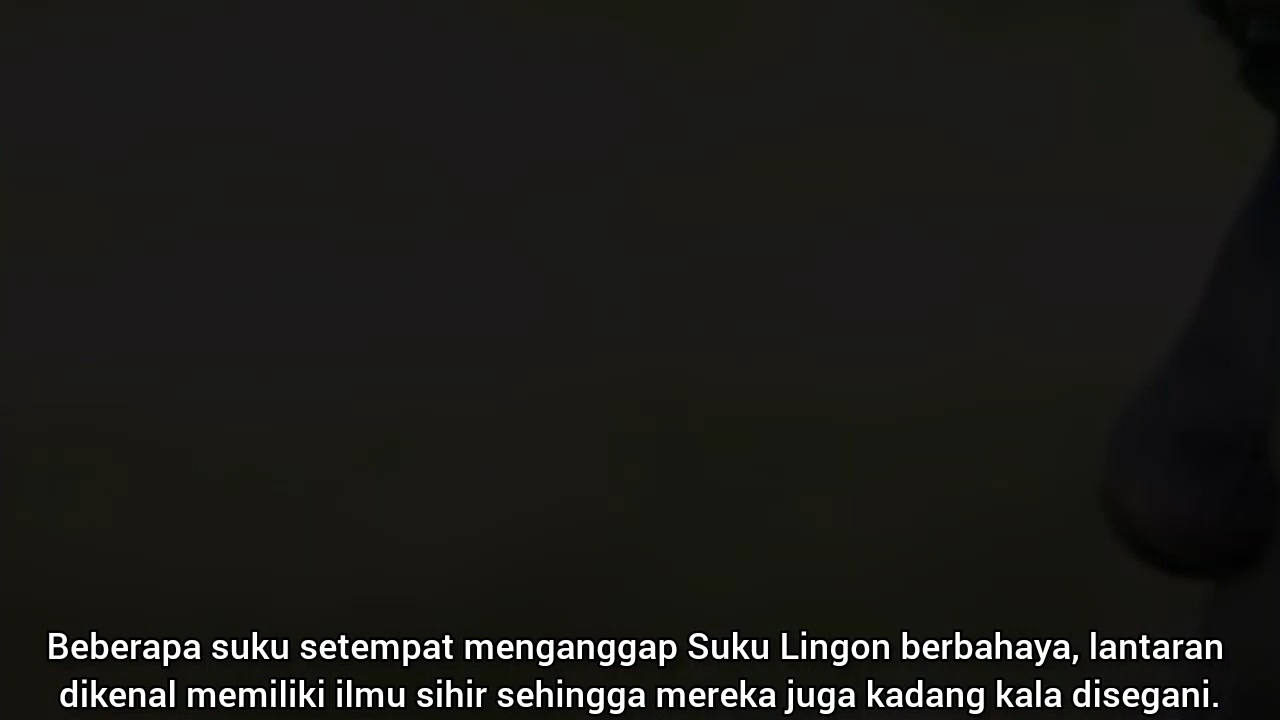 Beberapa suku setempat menganggap Suku Lingon berbahaya, lantaran
dikenal memiliki ilmu sihir sehingga mereka juga kadang kala disegani.